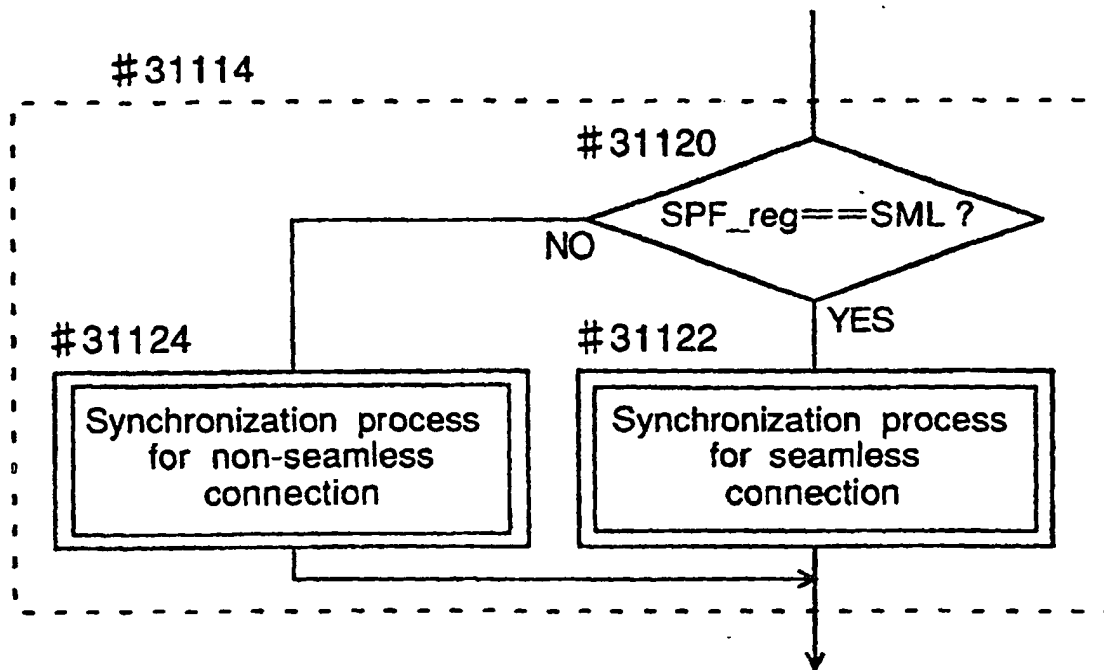 #31114
#31120
SPF_reg==SML ?
NO
YES
#31124
#31122
Synchronization process
for non-seamless
connection
Synchronization process
for seamless
connection